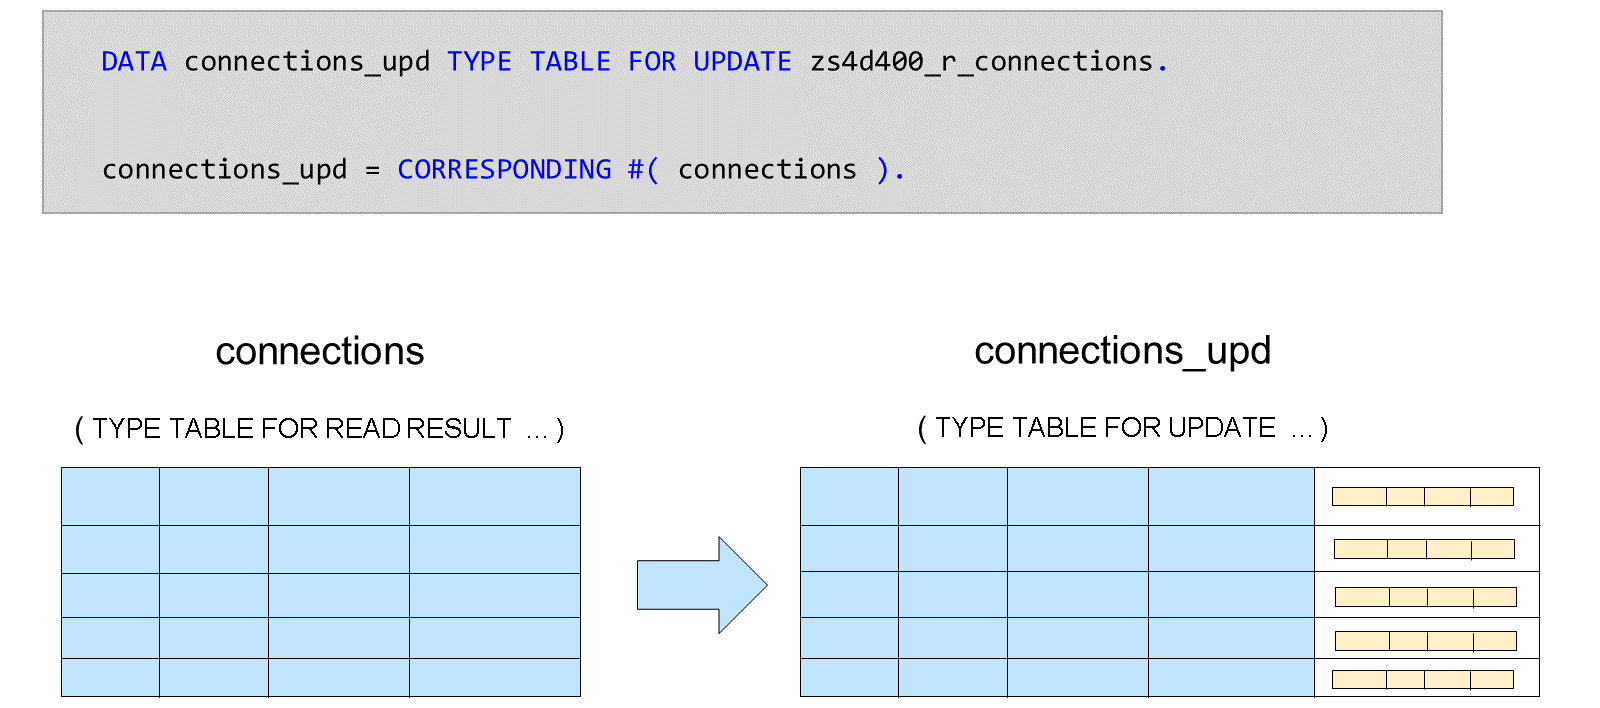 DATA connections_upd TYPE TABLE FOR UPDATE zs4d400_r_connections.
connections_upd = CORRESPONDING #( connections ).
connections
connections_upd
( TYPE TABLE FOR READ RESULT ... )
( TYPE TABLE FOR UPDATE ... )